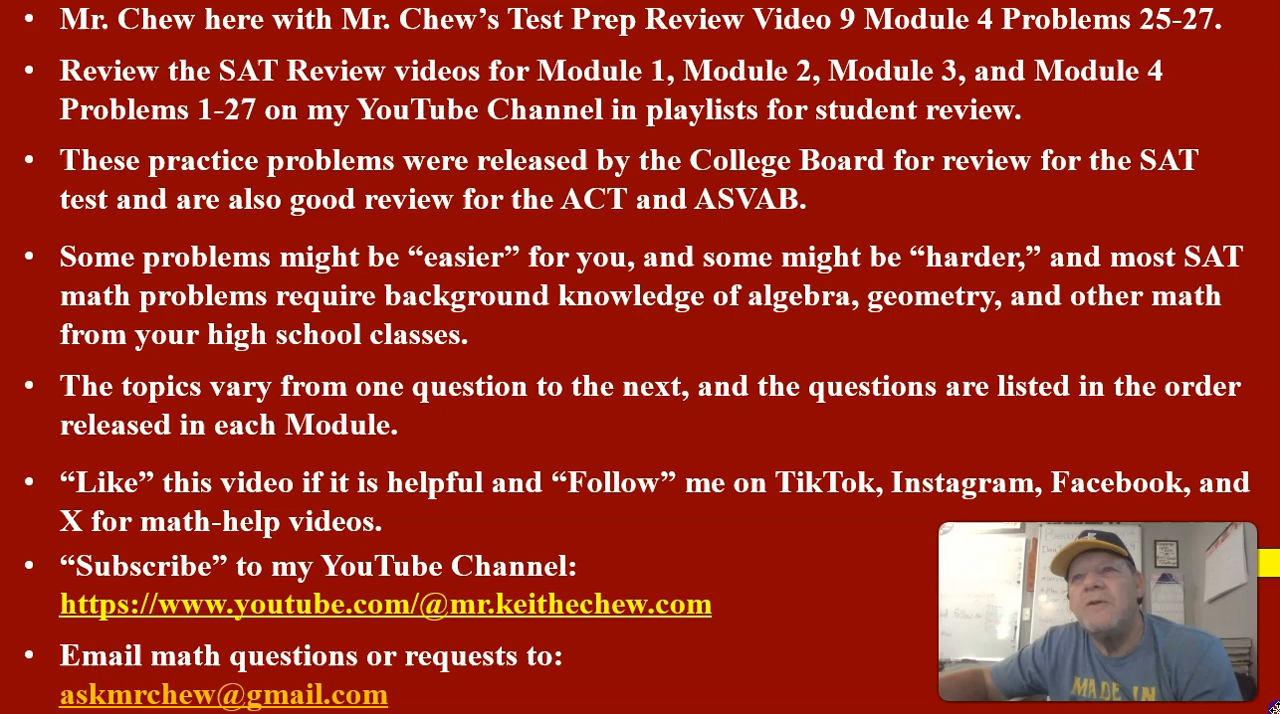 • Mr. Chew here with Mr. Chew’s Test Prep Review Video 9 Module 4 Problems 25-27.
• Review the SAT Review videos for Module 1, Module 2, Module 3, and Module 4
Problems 1-27 on my YouTube Channel in playlists for student review.
• These practice problems were released by the College Board for review for the SAT
test and are also good review for the ACT and ASVAB.
• Some problems might be “easier” for you, and some might be “harder,” and most SAT
math problems require background knowledge of algebra, geometry, and other math
from your high school classes.
• The topics vary from one question to the next, and the questions are listed in the order
released in each Module.
• “Like” this video if it is helpful and “Follow” me on TikTok, Instagram, Facebook, and
X for math-help videos.
• “Subscribe” to my YouTube Channel:
https://www.youtube.com/@mr.keithechew.com
• Email math questions or requests to:
askmrchew@gmail.com
MADE IN